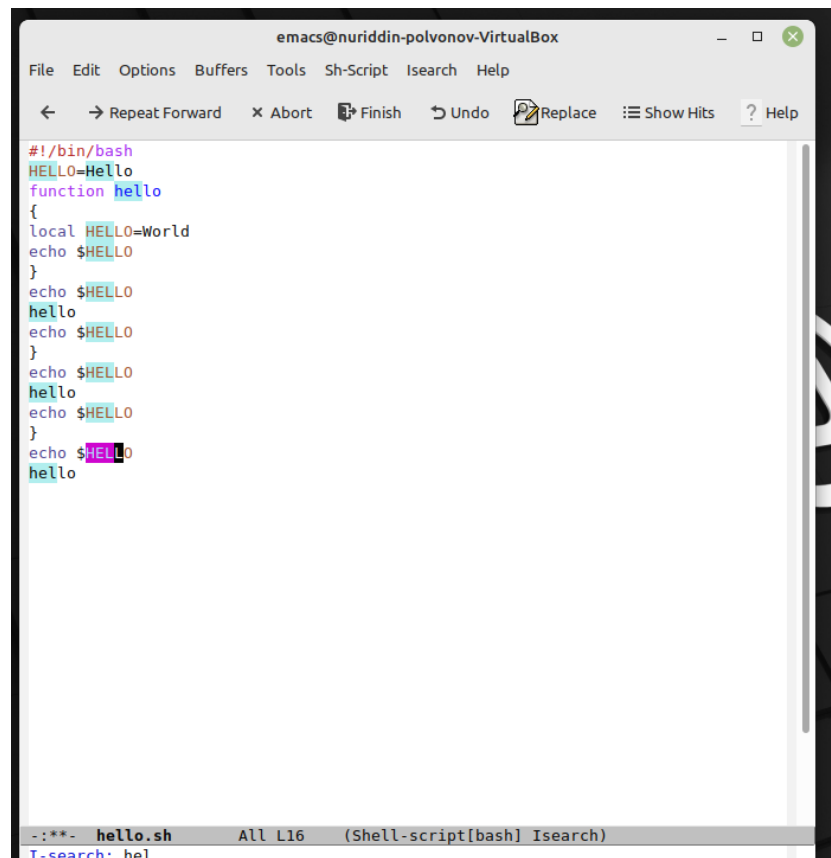 emacs@nuriddin-polvonov-VirtualBox
File Edit Options Buffers Tools Sh-Script Isearch Help
Repeat Forward Abort Finish Undo Replace Show Hits ? Help
#!/bin/bash
HELLO=Hello
function hello
{
local HELLO=World
echo $HELLO
}
echo $HELLO
hello
echo $HELLO
}
echo $HELLO
hello
echo $HELLO
}
echo $HELLO
hello
-:**- hello.sh All L16 (Shell-script[bash] Isearch)
I-search: hel